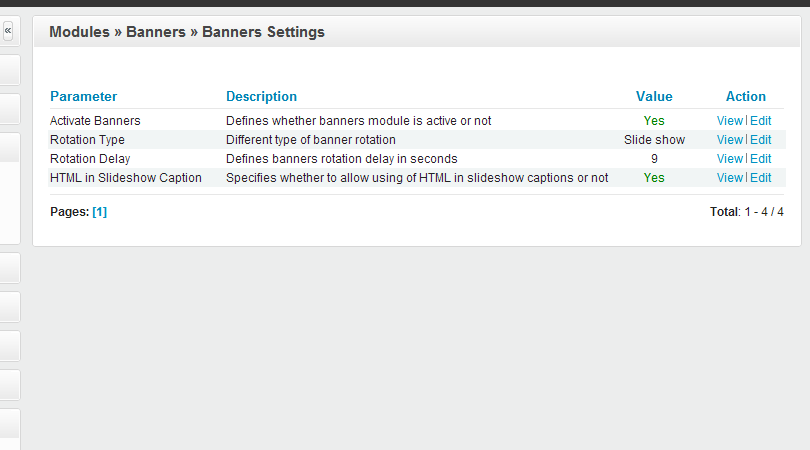 «
Modules » Banners » Banners Settings
Parameter Description Value Action
Activate Banners Defines whether banners module is active or not Yes View | Edit
Rotation Type Different type of banner rotation Slide show View | Edit
Rotation Delay Defines banners rotation delay in seconds 9 View | Edit
HTML in Slideshow Caption Specifies whether to allow using of HTML in slideshow captions or not Yes View | Edit
Pages: [1] Total: 1 - 4 / 4